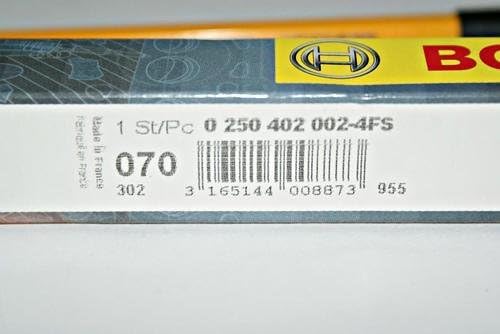 BO
1 St/Pc 0 250 402 002-4FS
070
302
3 165144 008873 955
Made in France
Fabriqué en France